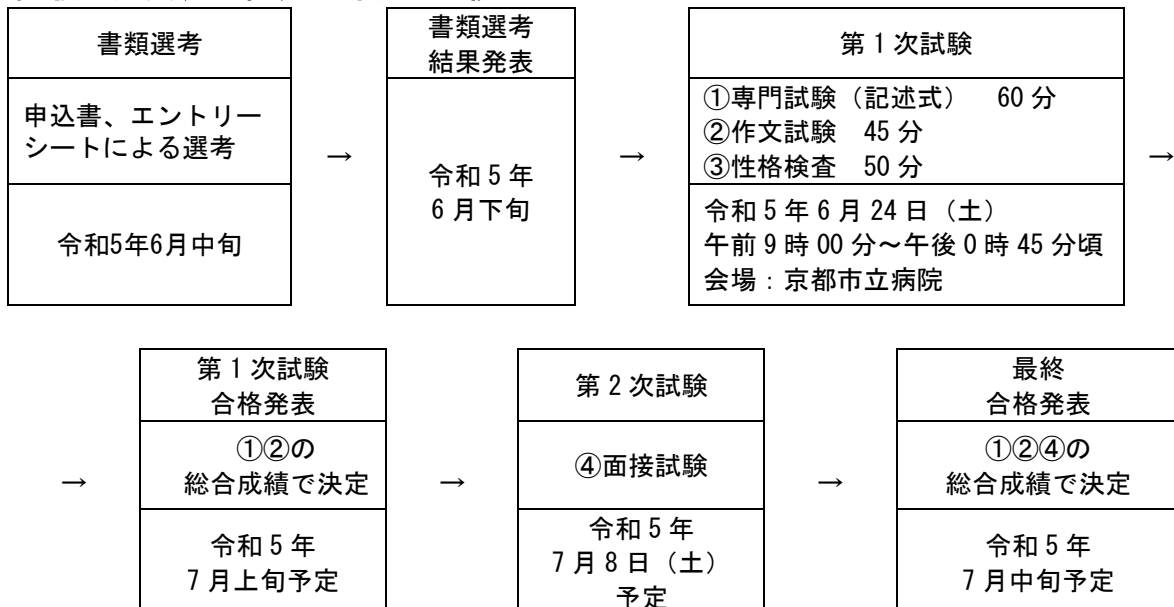 書類選考
申込書、エントリー
シートによる選考
令和5年6月中旬
→
書類選考
結果発表
令和5年
6月下旬
→
第1次試験
①専門試験（記述式） 60分
②作文試験 45分
③性格検査 50分
令和5年6月24日（土）
午前9時00分～午後0時45分頃
会場：京都市立病院
→
→
第1次試験
合格発表
①②の
総合成績で決定
令和5年
7月上旬予定
→
第2次試験
④面接試験
令和5年
7月8日（土）
予定
→
最終
合格発表
①②④の
総合成績で決定
令和5年
7月中旬予定